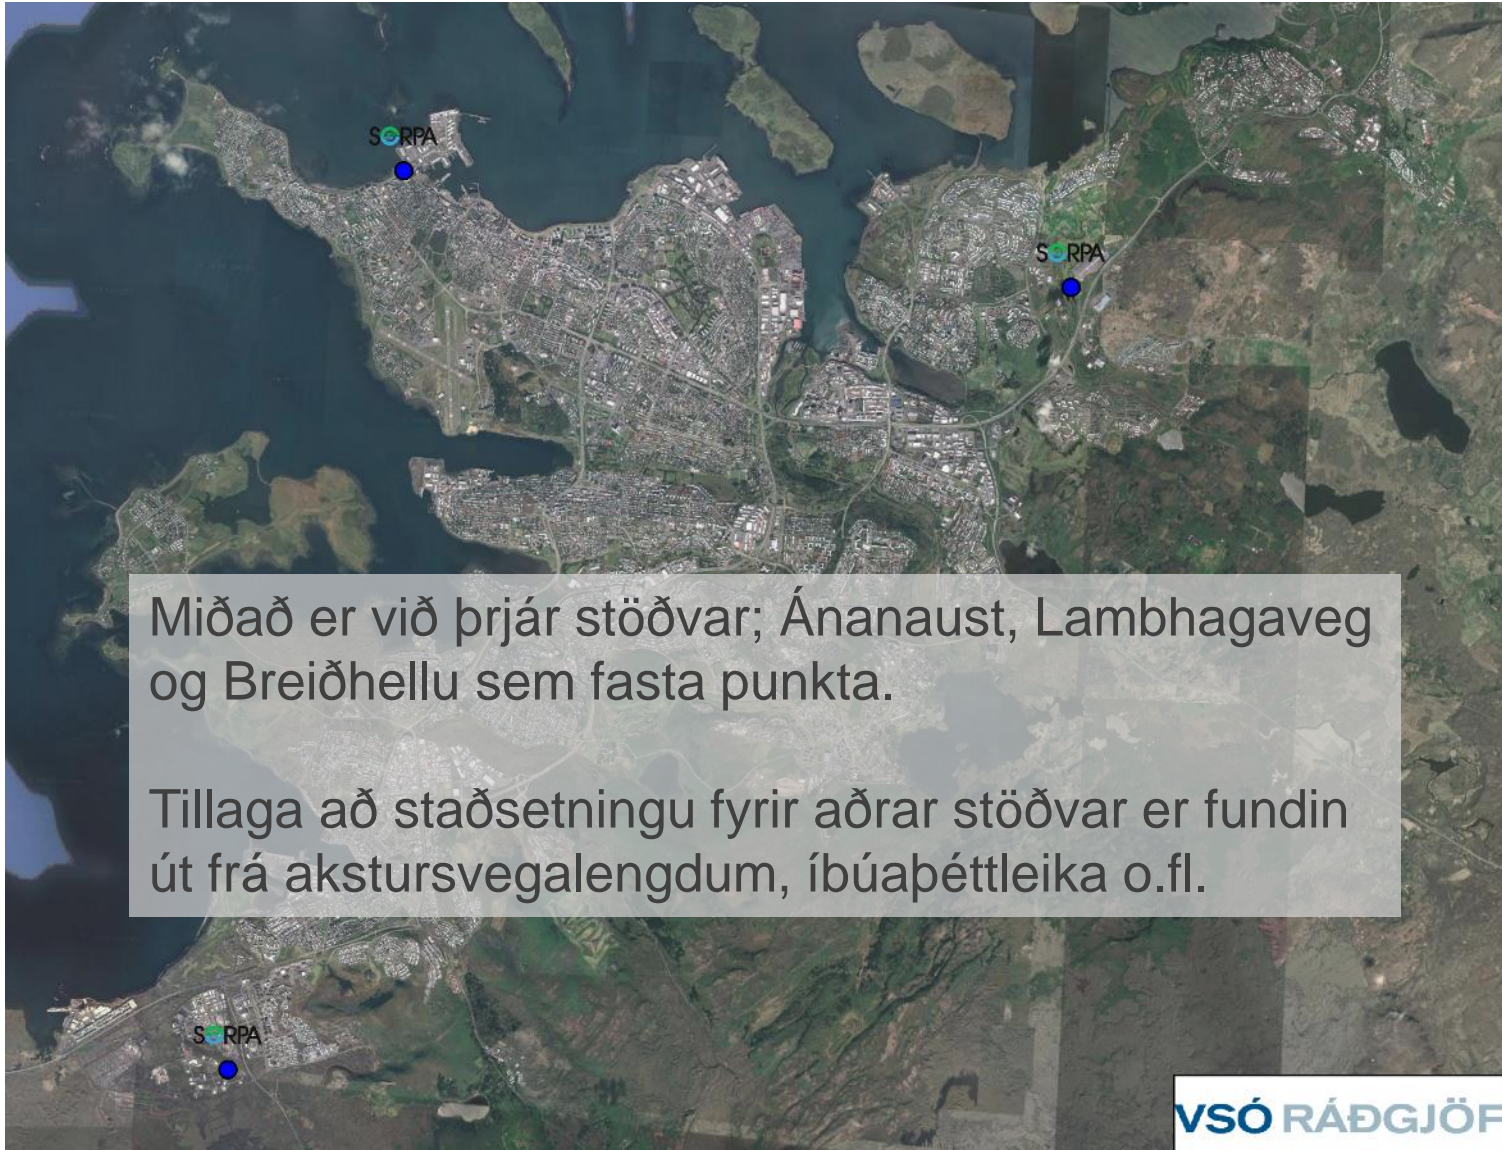 SORPA
SORPA
Miðað er við þrjár stöðvar; Ánanaust, Lambhagaveg
og Breiðhellu sem fasta punkta.
Tillaga að staðsetningu fyrir aðrar stöðvar er fundin
út frá akstursvegalengdum, íbúaþéttleika o.fl.
SORPA
VSÓ RÁÐGJÖF